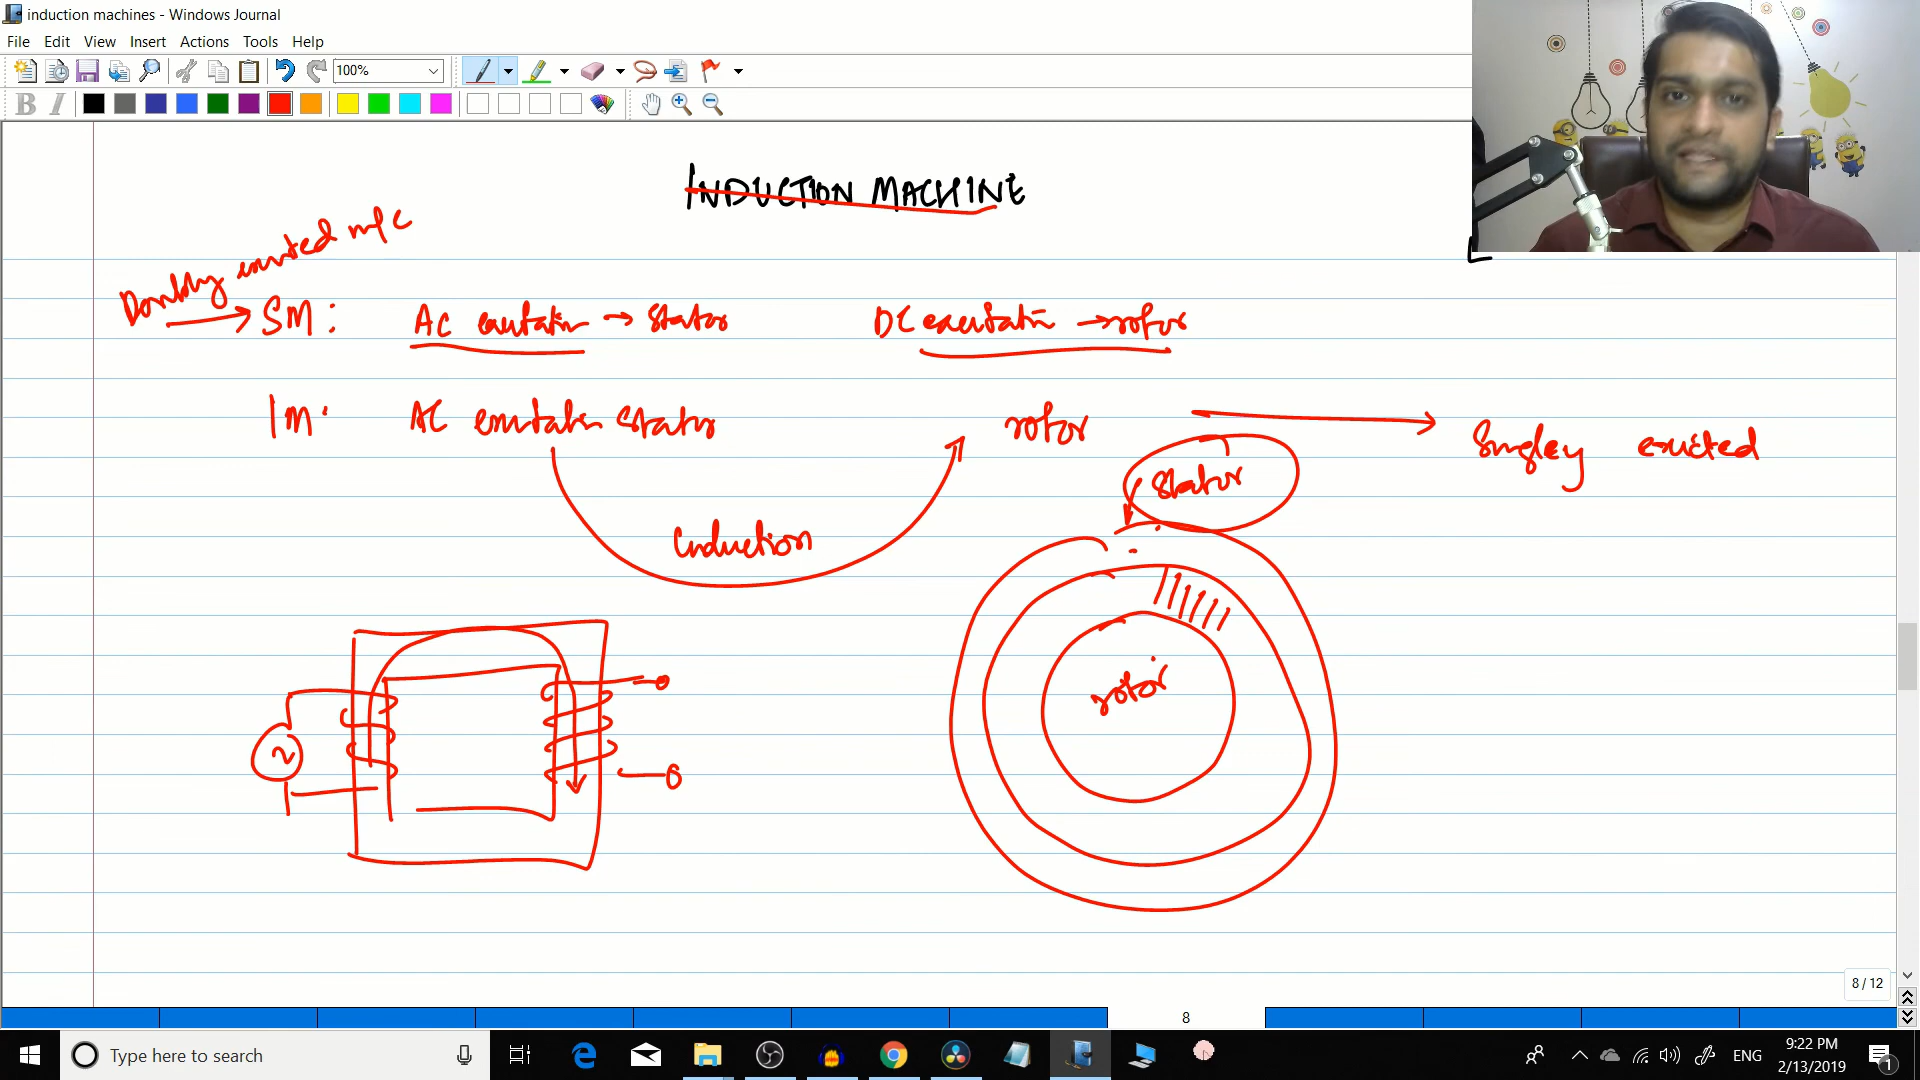 induction machines - Windows Journal
File Edit View Insert Actions Tools Help
100%
B I
INDUCTION MACHINE
Doubly excited m/c
SM: AC excitation → stator DC excitation → rotor
IM: AC excitation stator rotor Singley excited
stator
Induction
rotor
8 / 12
8
Type here to search
ENG
9:22 PM
2/13/2019
1